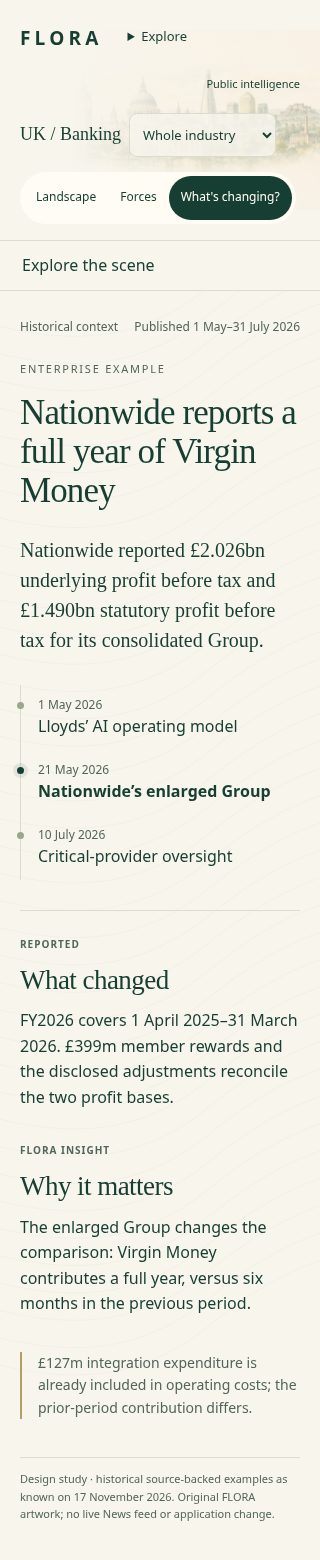 FLORA
▶ Explore
Public intelligence
UK / Banking
Whole industry
Landscape
Forces
What's changing?
Explore the scene
Historical context
Published 1 May–31 July 2026
ENTERPRISE EXAMPLE
Nationwide reports a
full year of Virgin
Money
Nationwide reported £2.026bn
underlying profit before tax and
£1.490bn statutory profit before
tax for its consolidated Group.
1 May 2026
Lloyds’ AI operating model
21 May 2026
Nationwide’s enlarged Group
10 July 2026
Critical-provider oversight
REPORTED
What changed
FY2026 covers 1 April 2025–31 March
2026. £399m member rewards and
the disclosed adjustments reconcile
the two profit bases.
FLORA INSIGHT
Why it matters
The enlarged Group changes the
comparison: Virgin Money
contributes a full year, versus six
months in the previous period.
£127m integration expenditure is
already included in operating costs; the
prior-period contribution differs.
Design study · historical source-backed examples as
known on 17 November 2026. Original FLORA
artwork; no live News feed or application change.